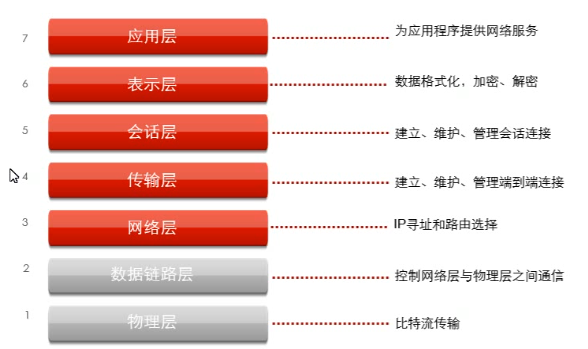 7 应用层 为应用程序提供网络服务
6 表示层 数据格式化，加密、解密
5 会话层 建立、维护、管理会话连接
4 传输层 建立、维护、管理端到端连接
3 网络层 IP寻址和路由选择
2 数据链路层 控制网络层与物理层之间通信
1 物理层 比特流传输